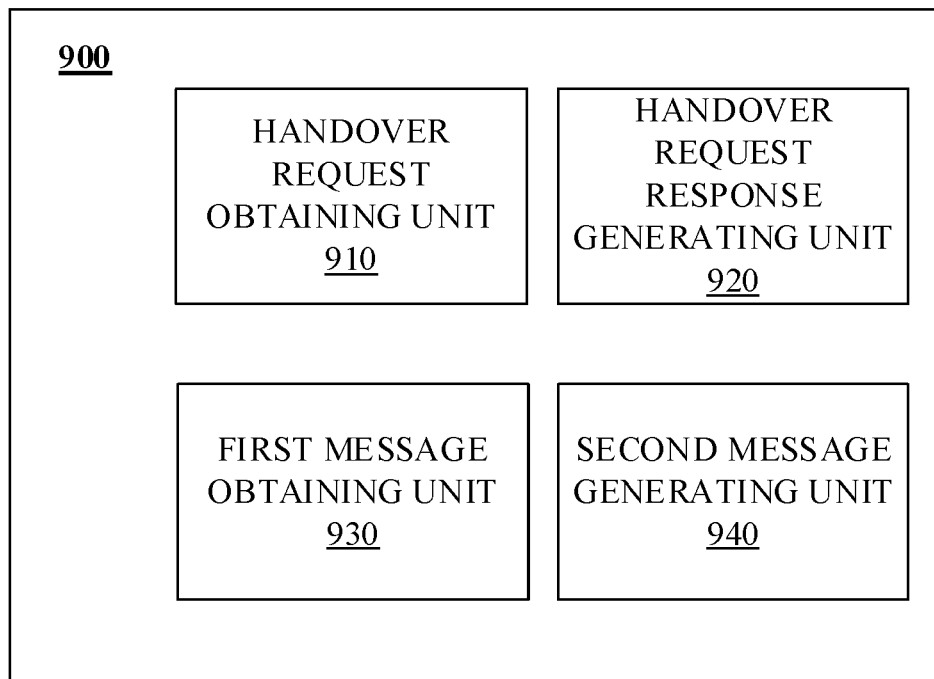 900
HANDOVER
REQUEST
OBTAINING UNIT
910
HANDOVER
REQUEST
RESPONSE
GENERATING UNIT
920
FIRST MESSAGE
OBTAINING UNIT
930
SECOND MESSAGE
GENERATING UNIT
940